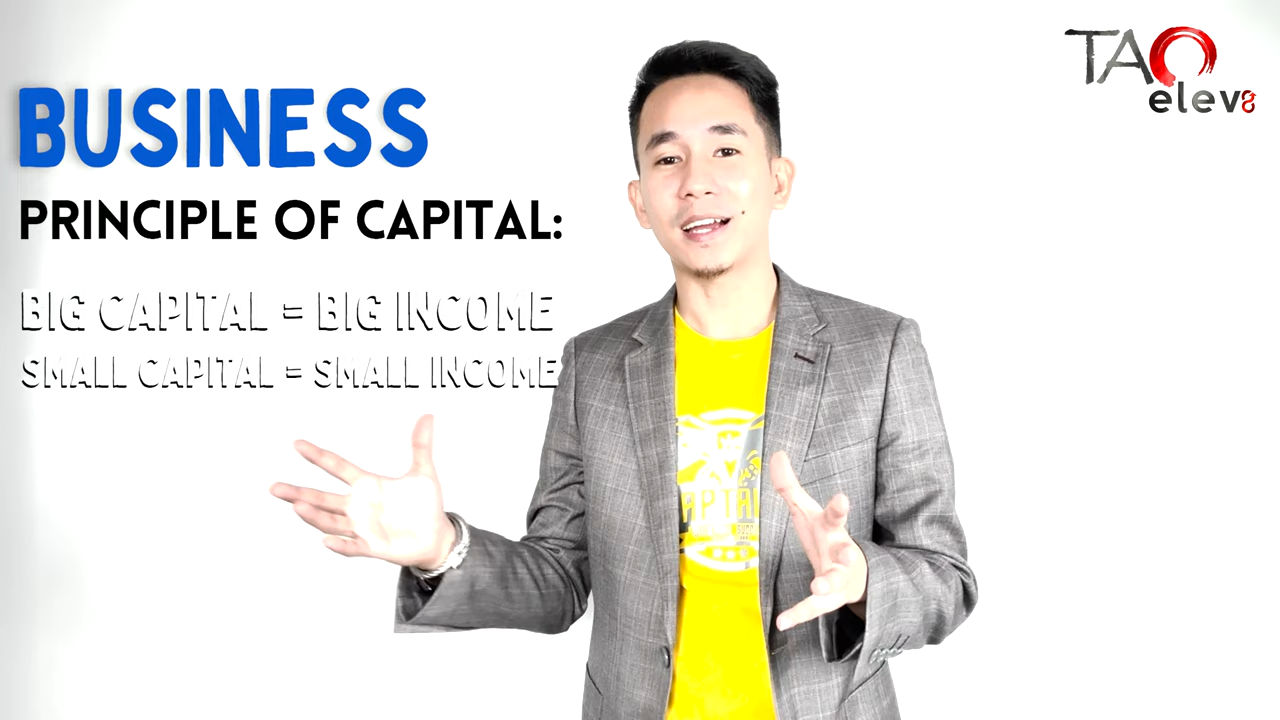 BUSINESS
PRINCIPLE OF CAPITAL:
BIG CAPITAL = BIG INCOME
SMALL CAPITAL = SMALL INCOME
TAO
elev8